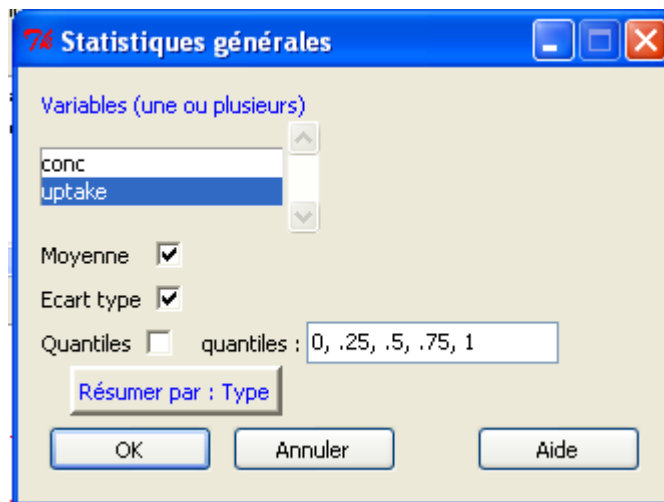 Statistiques générales
Variables (une ou plusieurs)
conc
uptake
Moyenne
Ecart type
Quantiles quantiles : 0, .25, .5, .75, 1
Résumer par : Type
OK Annuler Aide